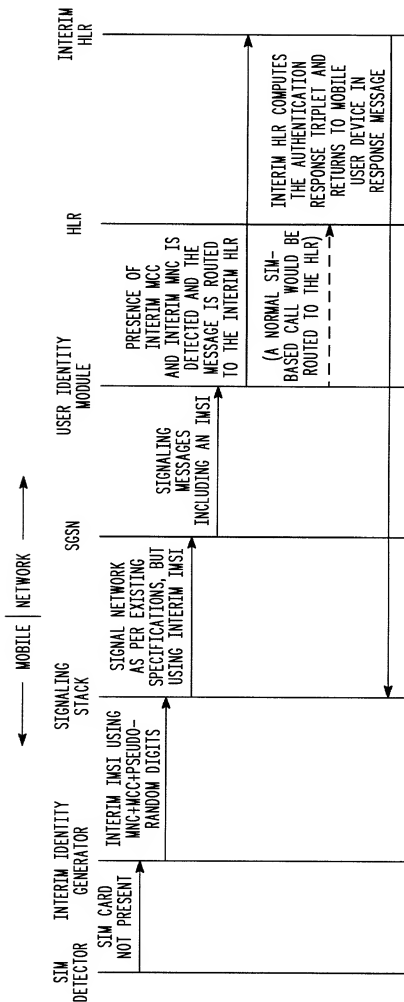 ← MOBILE | NETWORK →
SIM
DETECTOR
INTERIM IDENTITY
GENERATOR
SIGNALING
STACK
SGSN
USER IDENTITY
MODULE
HLR
INTERIM
HLR
SIM CARD
NOT PRESENT
INTERIM IMSI USING
MNC+MCC+PSEUDO-
RANDOM DIGITS
SIGNAL NETWORK
AS PER EXISTING
SPECIFICATIONS, BUT
USING INTERIM IMSI
SIGNALING
MESSAGES
INCLUDING AN IMSI
PRESENCE OF
INTERIM MCC
AND INTERIM MNC IS
DETECTED AND THE
MESSAGE IS ROUTED
TO THE INTERIM HLR
(A NORMAL SIM-
BASED CALL WOULD BE
ROUTED TO THE HLR)
INTERIM HLR COMPUTES
THE AUTHENTICATION
RESPONSE TRIPLET AND
RETURNS TO MOBILE
USER DEVICE IN
RESPONSE MESSAGE